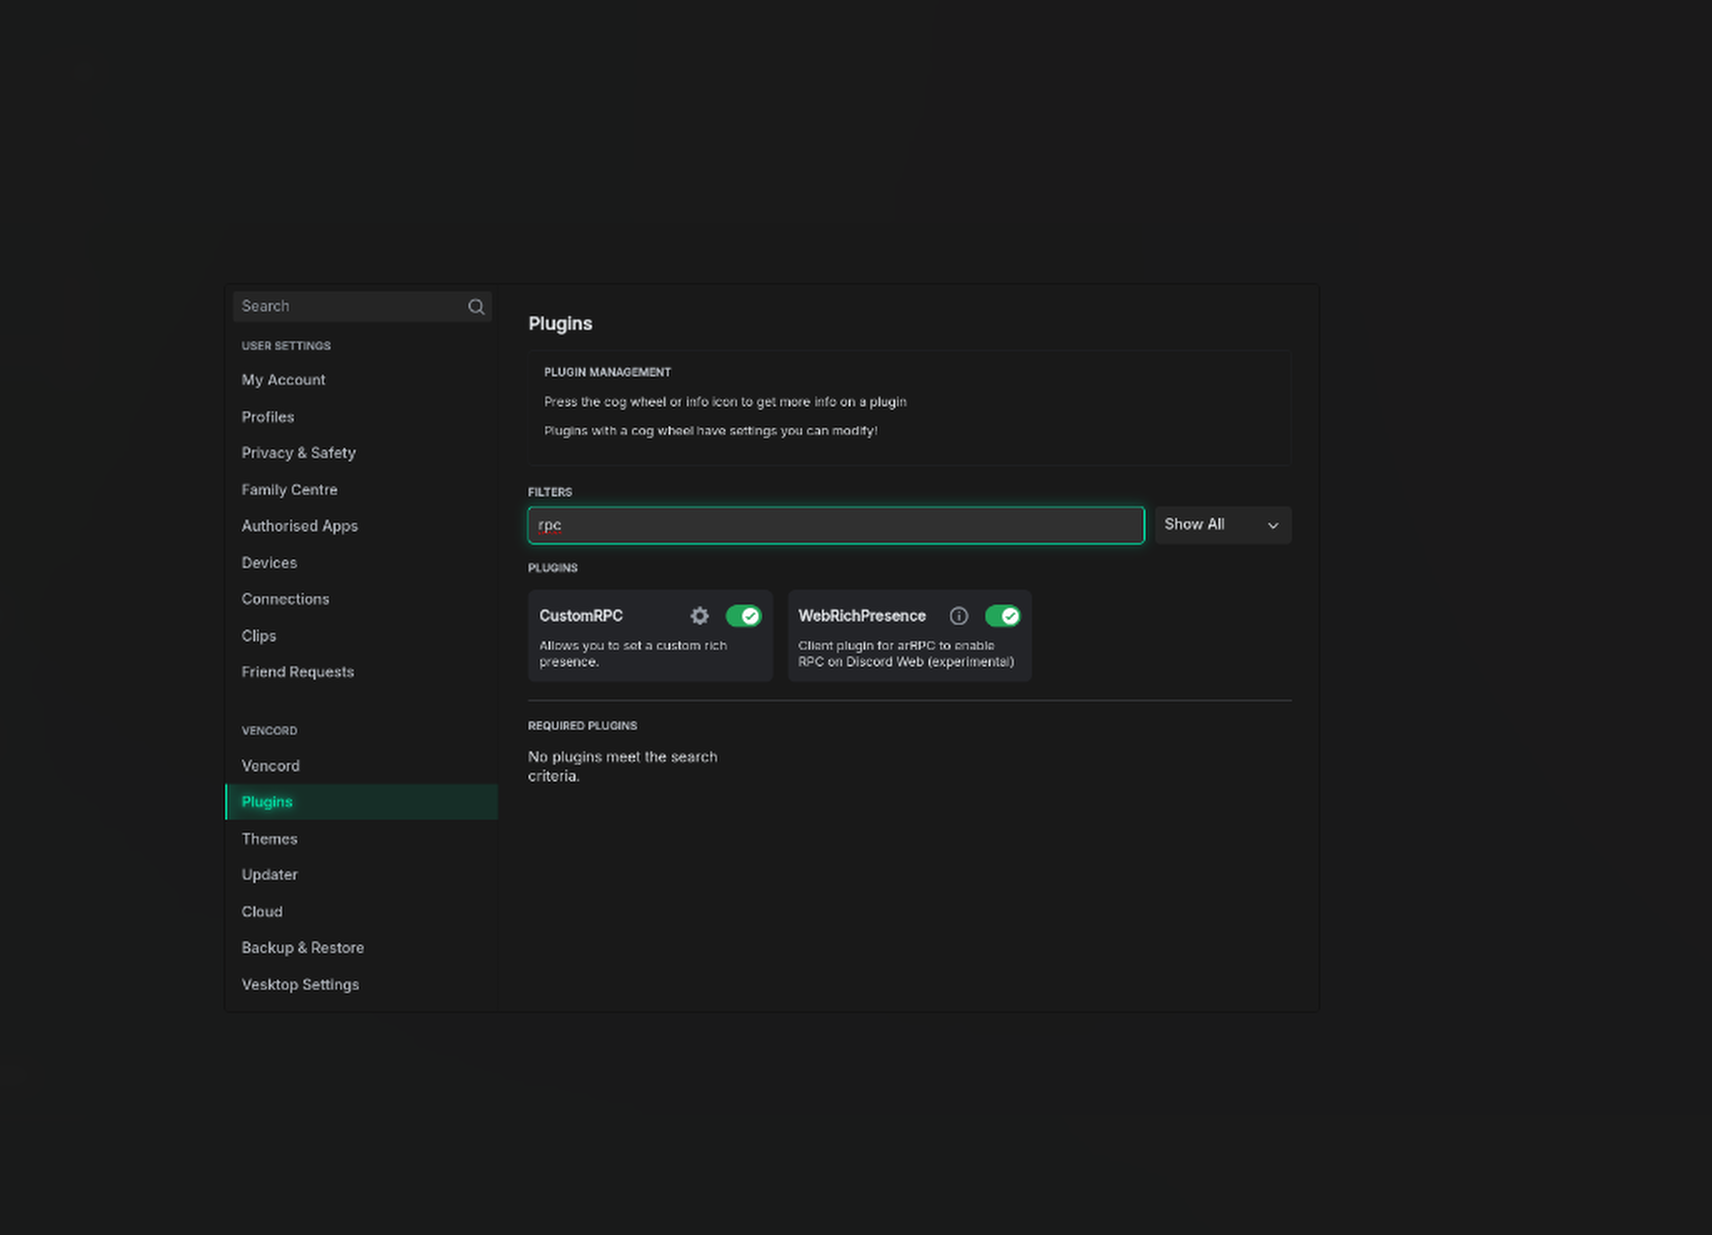 Search
USER SETTINGS
My Account
Profiles
Privacy & Safety
Family Centre
Authorised Apps
Devices
Connections
Clips
Friend Requests
VENCORD
Vencord
Plugins
Themes
Updater
Cloud
Backup & Restore
Vesktop Settings
Plugins
PLUGIN MANAGEMENT
Press the cog wheel or info icon to get more info on a plugin
Plugins with a cog wheel have settings you can modify!
FILTERS
rpc
Show All
PLUGINS
CustomRPC
Allows you to set a custom rich
presence.
WebRichPresence
Client plugin for arRPC to enable
RPC on Discord Web (experimental)
REQUIRED PLUGINS
No plugins meet the search
criteria.